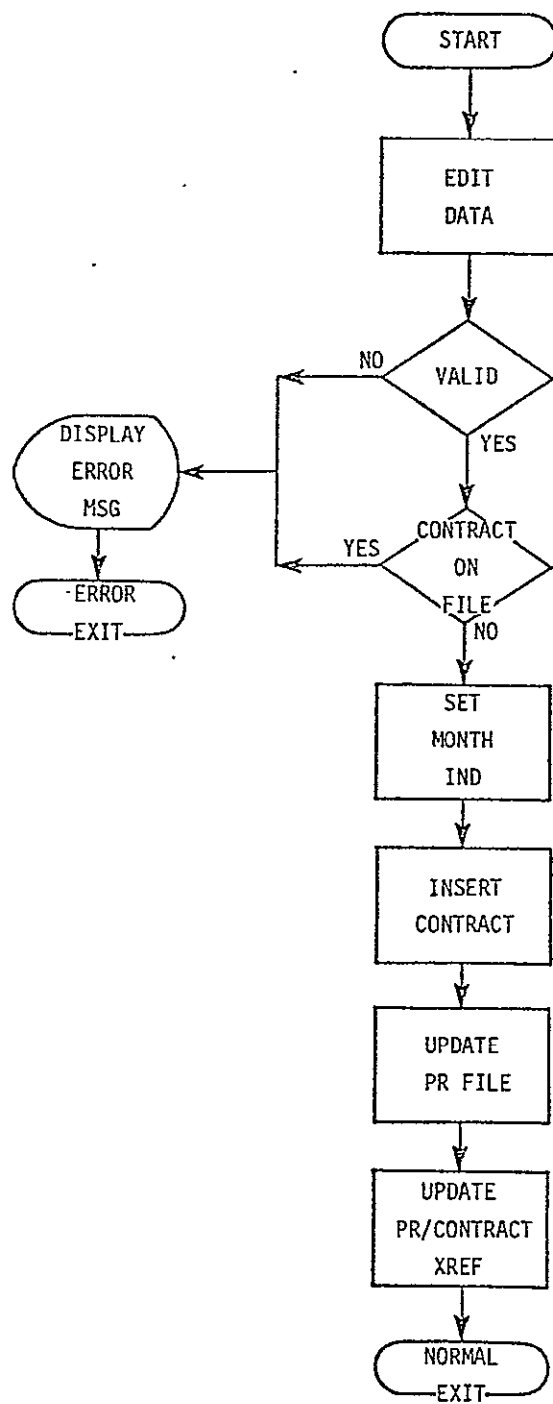 START
EDIT
DATA
VALID
NO
YES
DISPLAY
ERROR
MSG
ERROR
EXIT
CONTRACT
ON
FILE
YES
NO
SET
MONTH
IND
INSERT
CONTRACT
UPDATE
PR FILE
UPDATE
PR/CONTRACT
XREF
NORMAL
EXIT